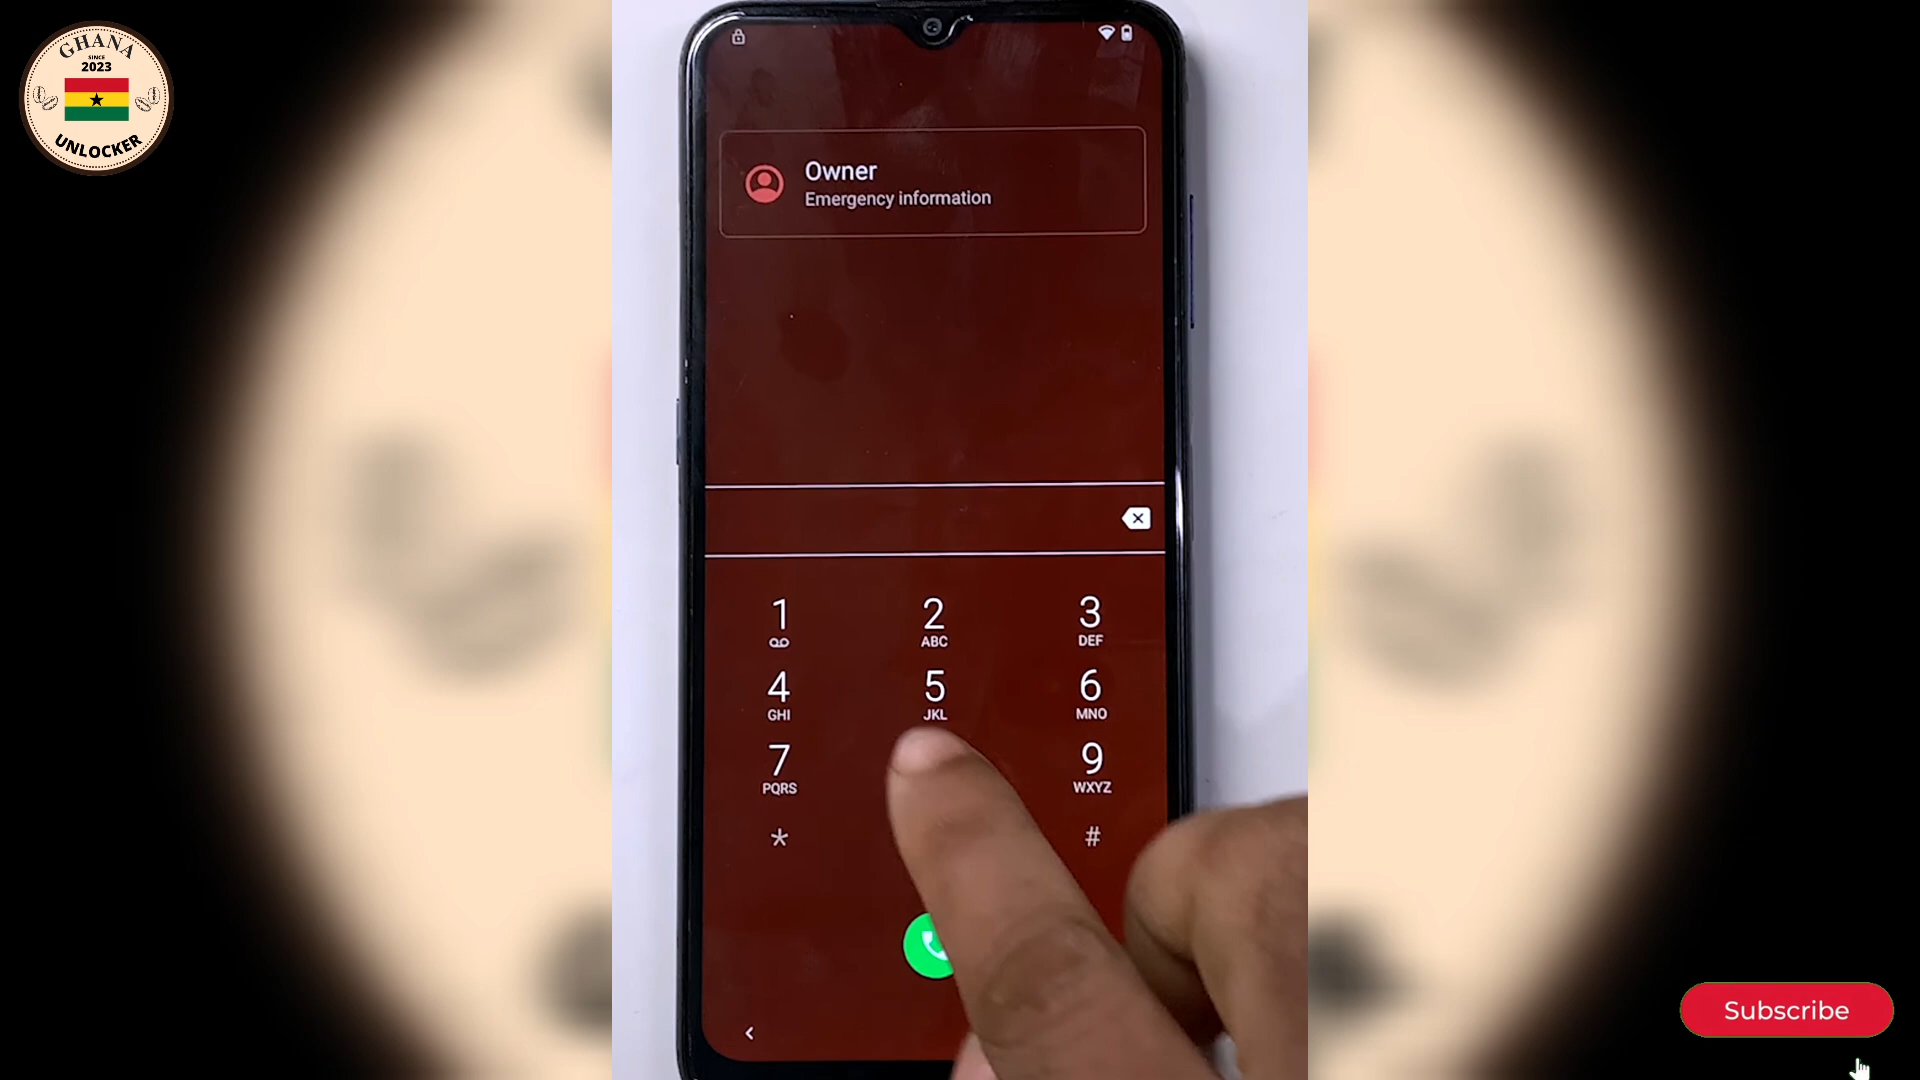 GHANA
SINCE
2023
UNLOCKER
Owner
Emergency information
1
2
ABC
3
DEF
4
GHI
5
JKL
6
MNO
7
PQRS
9
WXYZ
*
#
Subscribe